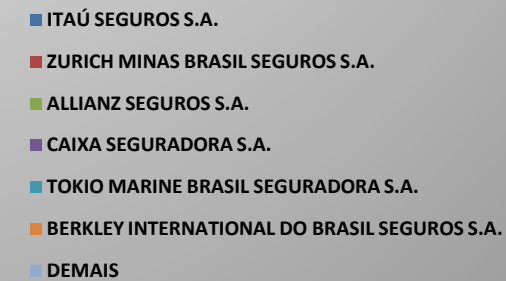 ITAÚ SEGUROS S.A.
ZURICH MINAS BRASIL SEGUROS S.A.
ALLIANZ SEGUROS S.A.
CAIXA SEGURADORA S.A.
TOKIO MARINE BRASIL SEGURADORA S.A.
BERKLEY INTERNATIONAL DO BRASIL SEGUROS S.A.
DEMAIS